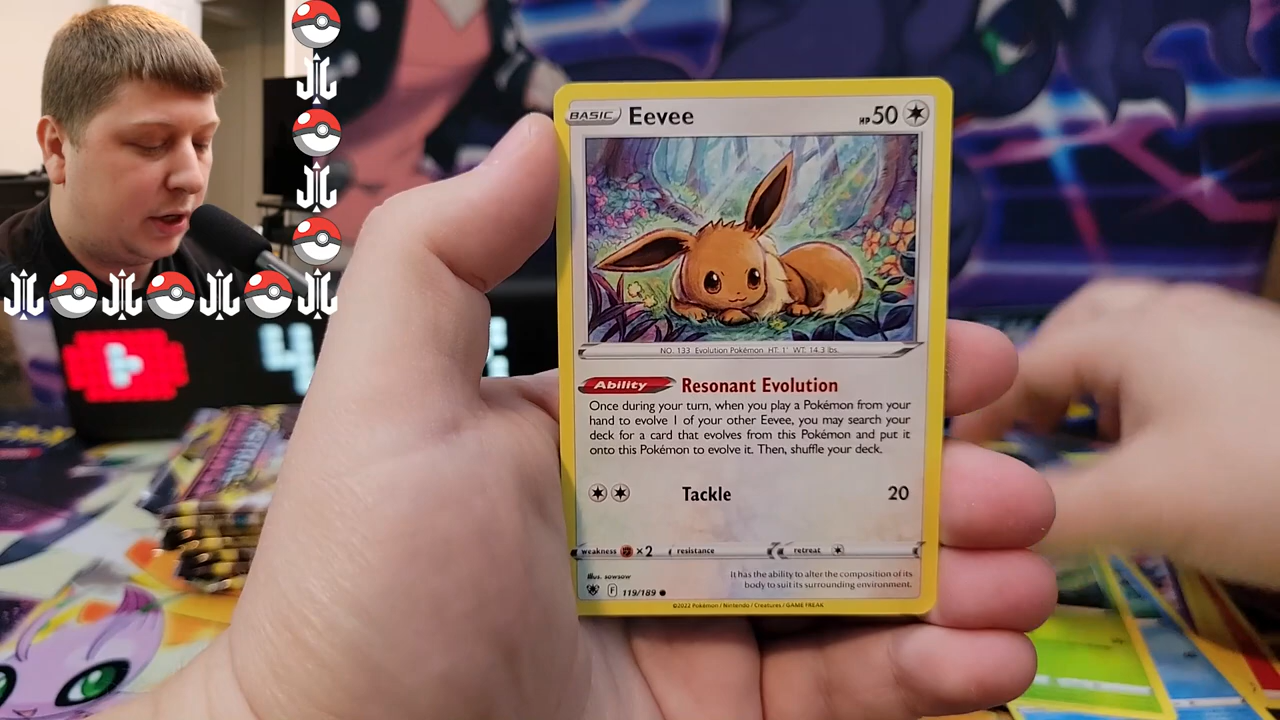 BASIC Eevee HP 50
NO. 133 Evolution Pokémon HT: 1' WT: 14.3 lbs.
Ability Resonant Evolution
Once during your turn, when you play a Pokémon from your
hand to evolve 1 of your other Eevee, you may search your
deck for a card that evolves from this Pokémon and put it
onto this Pokémon to evolve it. Then, shuffle your deck.
Tackle 20
weakness ×2 resistance retreat
Illus. sowsow
It has the ability to alter the composition of its
body to suit its surrounding environment.
F 119/189
©2022 Pokémon / Nintendo / Creatures / GAME FREAK
4